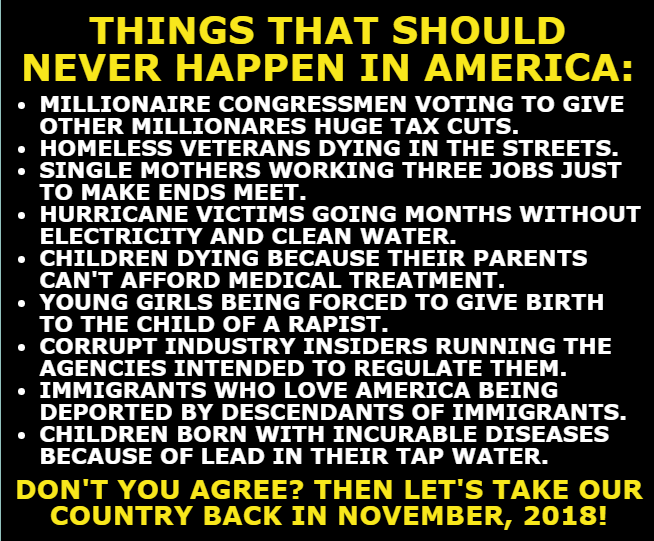 THINGS THAT SHOULD
NEVER HAPPEN IN AMERICA:
• MILLIONAIRE CONGRESSMEN VOTING TO GIVE
OTHER MILLIONARES HUGE TAX CUTS.
• HOMELESS VETERANS DYING IN THE STREETS.
• SINGLE MOTHERS WORKING THREE JOBS JUST
TO MAKE ENDS MEET.
• HURRICANE VICTIMS GOING MONTHS WITHOUT
ELECTRICITY AND CLEAN WATER.
• CHILDREN DYING BECAUSE THEIR PARENTS
CAN'T AFFORD MEDICAL TREATMENT.
• YOUNG GIRLS BEING FORCED TO GIVE BIRTH
TO THE CHILD OF A RAPIST.
• CORRUPT INDUSTRY INSIDERS RUNNING THE
AGENCIES INTENDED TO REGULATE THEM.
• IMMIGRANTS WHO LOVE AMERICA BEING
DEPORTED BY DESCENDANTS OF IMMIGRANTS.
• CHILDREN BORN WITH INCURABLE DISEASES
BECAUSE OF LEAD IN THEIR TAP WATER.
DON'T YOU AGREE? THEN LET'S TAKE OUR
COUNTRY BACK IN NOVEMBER, 2018!